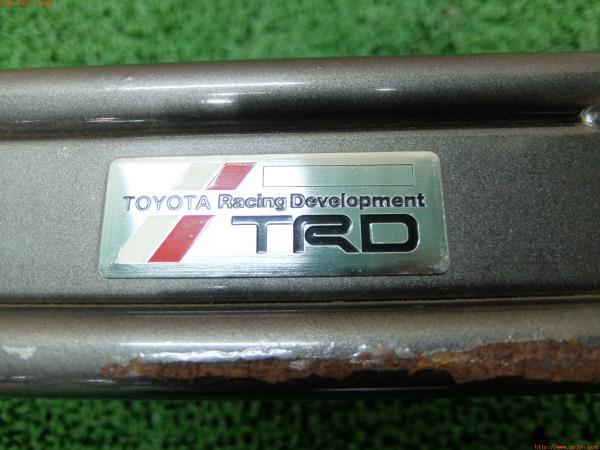 TOYOTA Racing Development
TRD